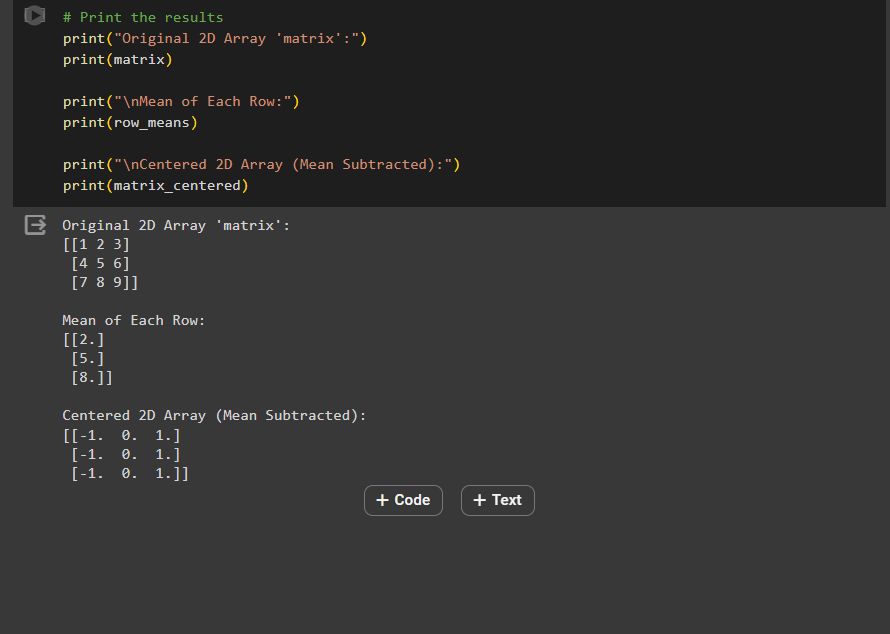 # Print the results
print("Original 2D Array 'matrix':")
print(matrix)
print("\nMean of Each Row:")
print(row_means)
print("\nCentered 2D Array (Mean Subtracted):")
print(matrix_centered)
Original 2D Array 'matrix':
[[1 2 3]
 [4 5 6]
 [7 8 9]]
Mean of Each Row:
[[2.]
 [5.]
 [8.]]
Centered 2D Array (Mean Subtracted):
[[-1.  0.  1.]
 [-1.  0.  1.]
 [-1.  0.  1.]]
+ Code + Text